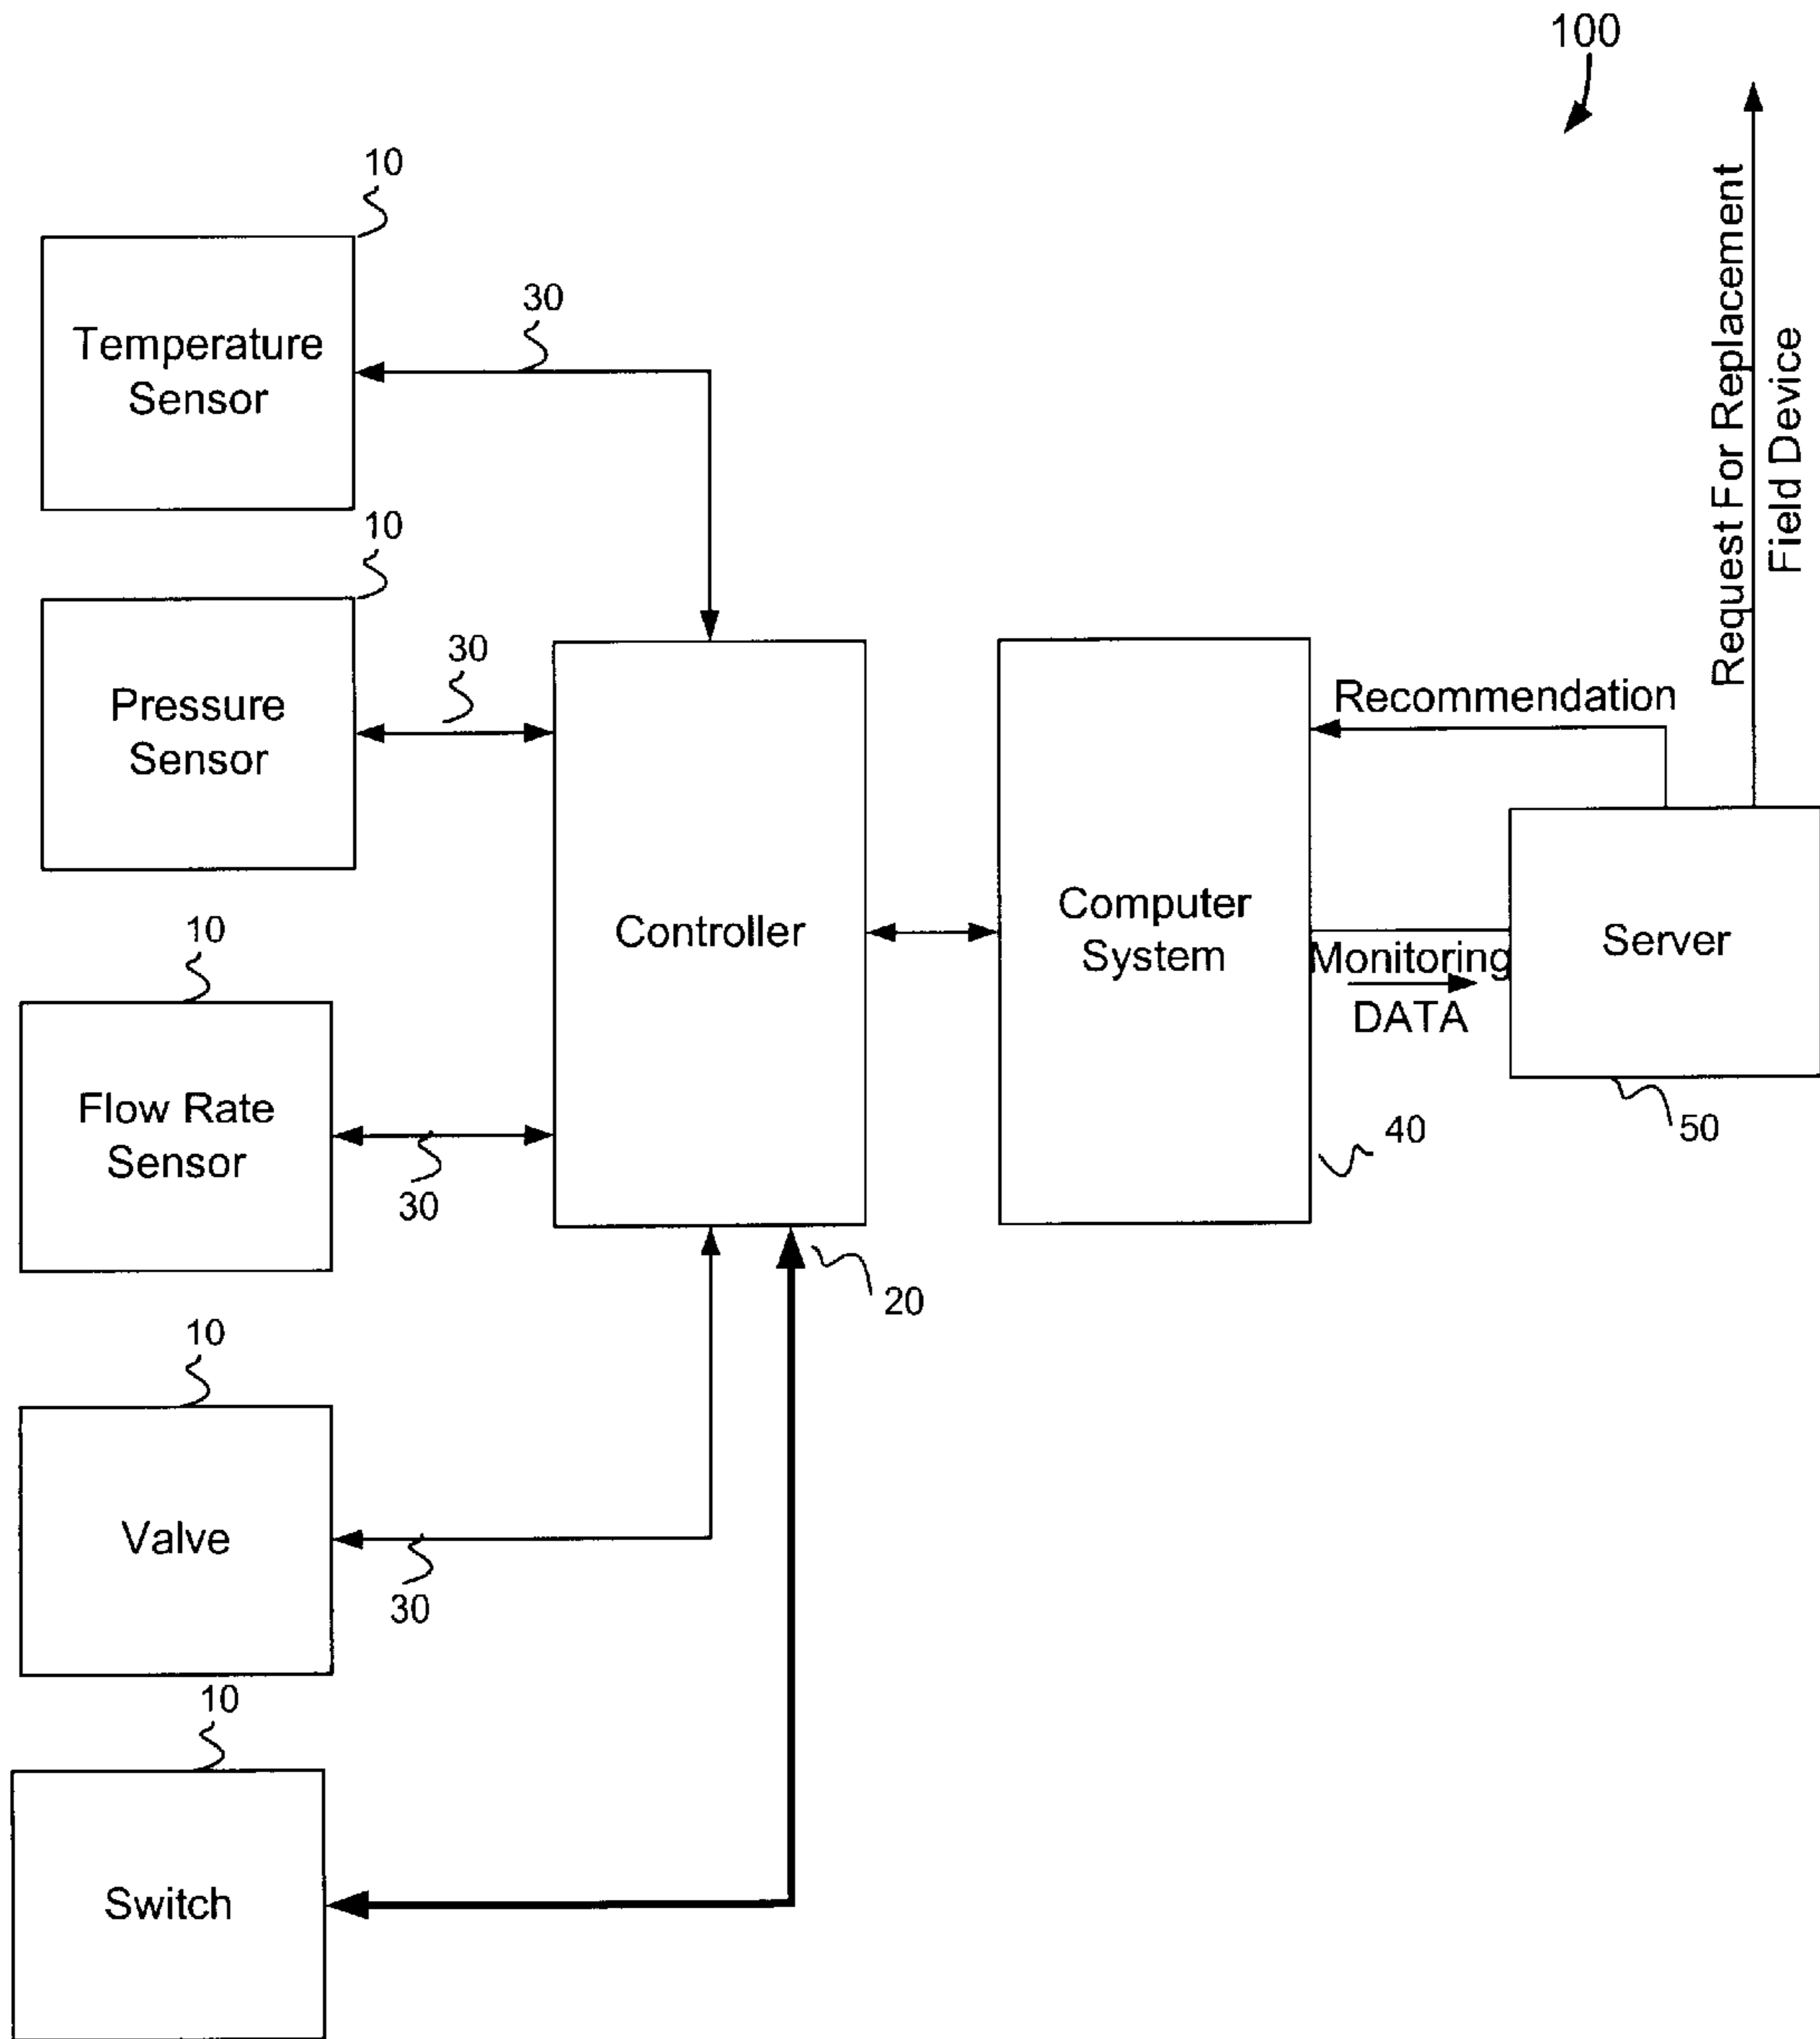 100
10
Temperature
Sensor
30
10
Pressure
Sensor
30
Request For Replacement
Field Device
Recommendation
Controller
Computer
System
Monitoring
DATA
Server
50
40
20
10
Flow Rate
Sensor
30
10
Valve
30
10
Switch